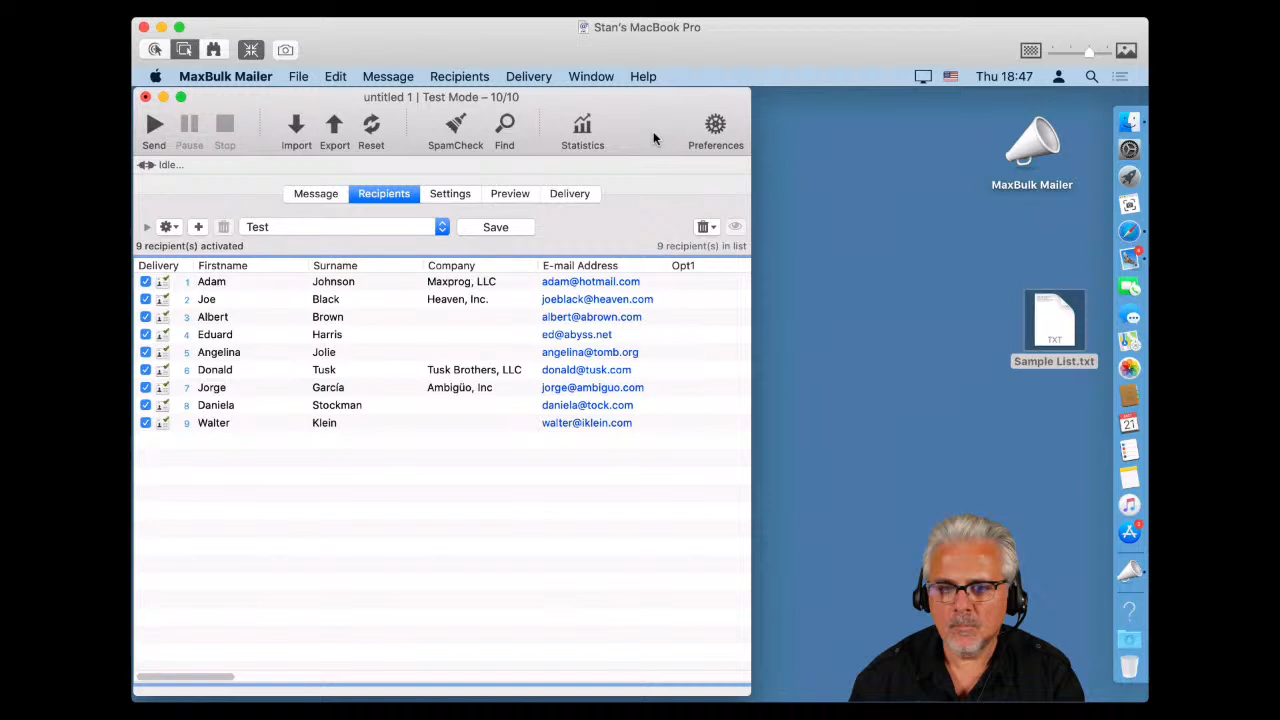 Stan's MacBook Pro
MaxBulk Mailer File Edit Message Recipients Delivery Window Help Thu 18:47
untitled 1 | Test Mode – 10/10
Send Pause Stop Import Export Reset SpamCheck Find Statistics Preferences
Idle...
Message Recipients Settings Preview Delivery
Test Save
9 recipient(s) activated 9 recipient(s) in list
Delivery Firstname Surname Company E-mail Address Opt1
1 Adam Johnson Maxprog, LLC adam@hotmail.com
2 Joe Black Heaven, Inc. joeblack@heaven.com
3 Albert Brown albert@abrown.com
4 Eduard Harris ed@abyss.net
5 Angelina Jolie angelina@tomb.org
6 Donald Tusk Tusk Brothers, LLC donald@tusk.com
7 Jorge García Ambigüo, Inc jorge@ambiguo.com
8 Daniela Stockman daniela@tock.com
9 Walter Klein walter@iklein.com
MaxBulk Mailer
TXT
Sample List.txt
21